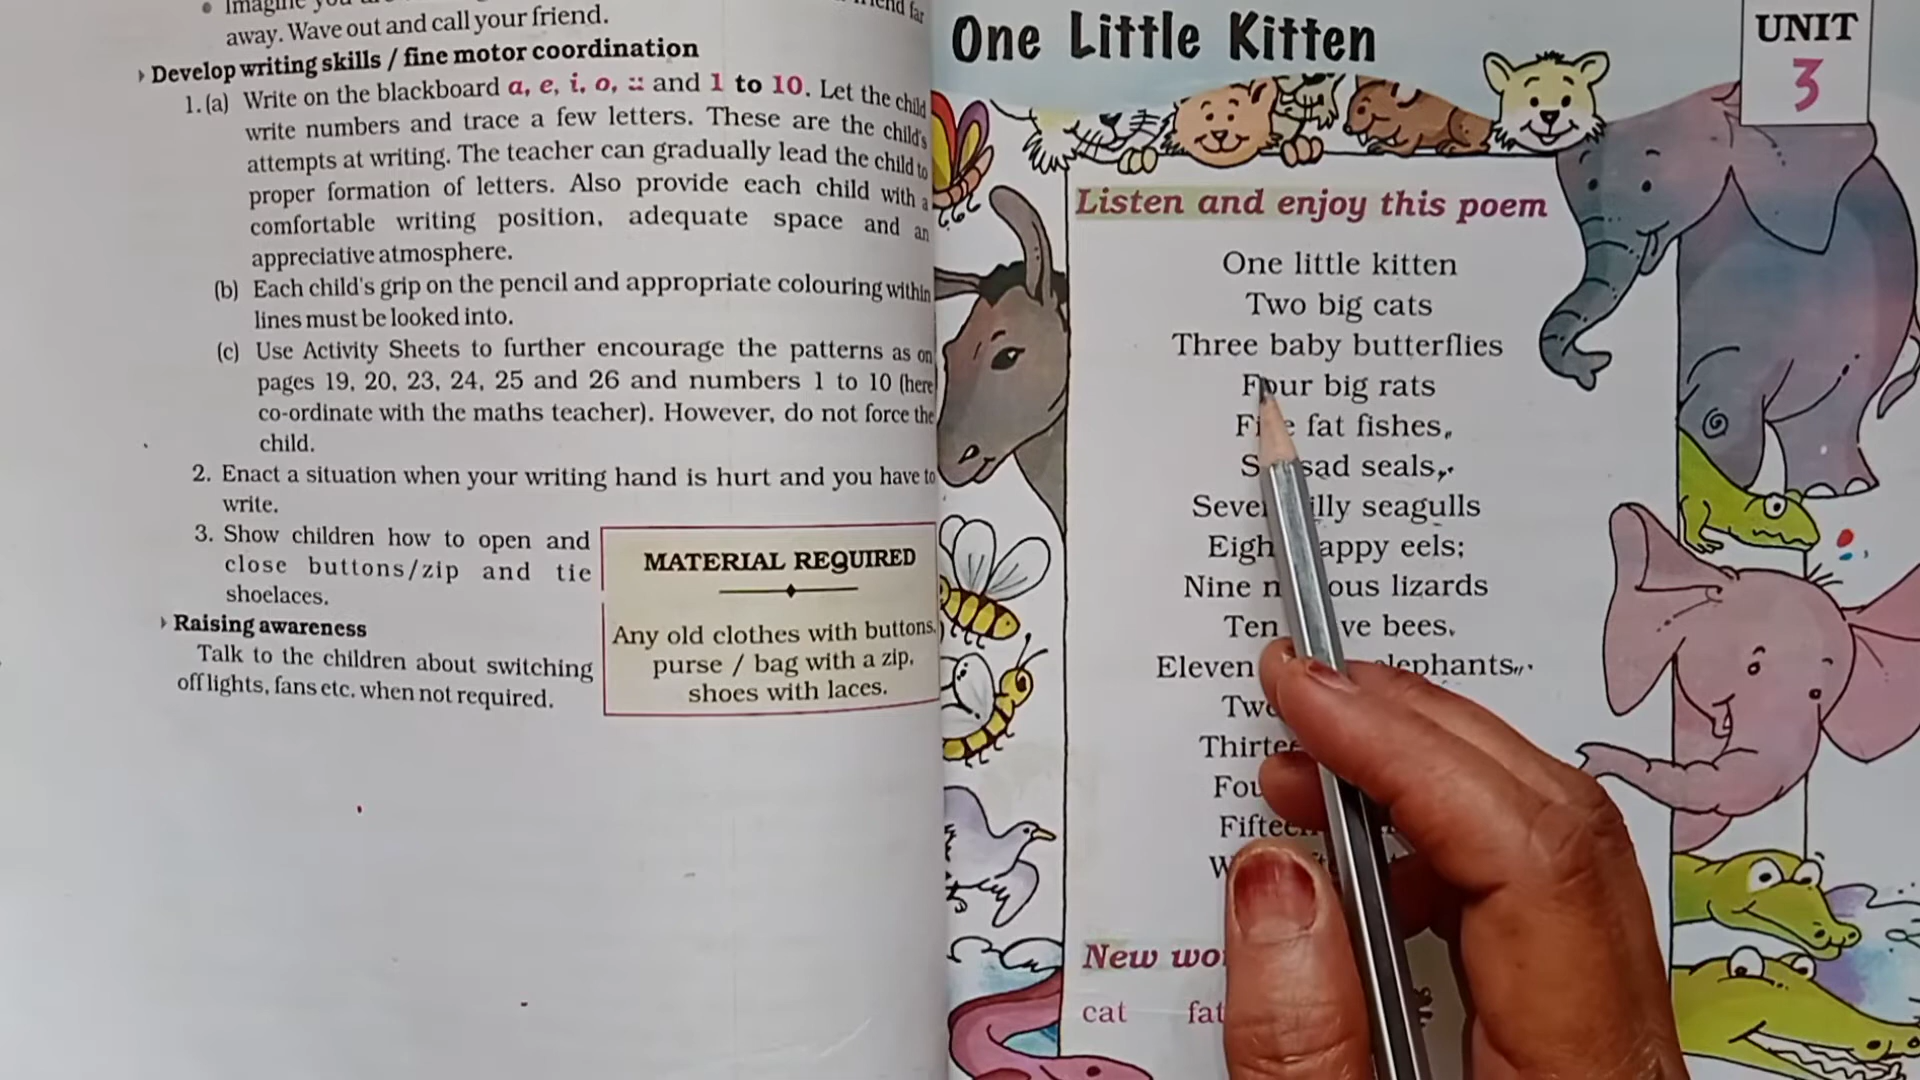 Imagine you
away. Wave out and call your friend.
Develop writing skills / fine motor coordination
1. (a) Write on the blackboard a, e, i, o, u and 1 to 10. Let the child
write numbers and trace a few letters. These are the child's
attempts at writing. The teacher can gradually lead the child to
proper formation of letters. Also provide each child with a
comfortable writing position, adequate space and an
appreciative atmosphere.
(b) Each child's grip on the pencil and appropriate colouring within
lines must be looked into.
(c) Use Activity Sheets to further encourage the patterns as on
pages 19, 20, 23, 24, 25 and 26 and numbers 1 to 10 (here
co-ordinate with the maths teacher). However, do not force the
child.
2. Enact a situation when your writing hand is hurt and you have to
write.
3. Show children how to open and
close buttons/zip and tie
shoelaces.
Raising awareness
Talk to the children about switching
off lights, fans etc. when not required.
MATERIAL REQUIRED
Any old clothes with buttons,
purse / bag with a zip,
shoes with laces.
One Little Kitten
UNIT
3
Listen and enjoy this poem
One little kitten
Two big cats
Three baby butterflies
Four big rats
fat fishes,
sad seals,
seagulls
eels;
Nine lizards
Ten bees.
Eleven elephants,
Fifteen
New
cat fat